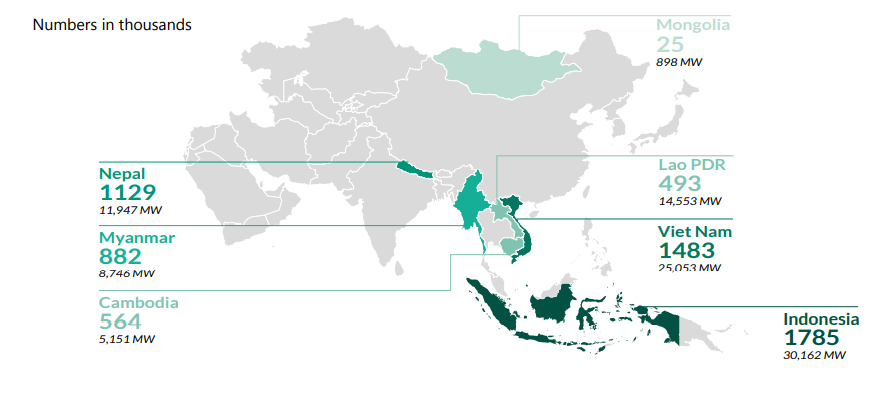 Numbers in thousands
Mongolia
25
898 MW
Nepal
1129
11,947 MW
Lao PDR
493
14,553 MW
Myanmar
882
8,746 MW
Viet Nam
1483
25,053 MW
Cambodia
564
5,151 MW
Indonesia
1785
30,162 MW